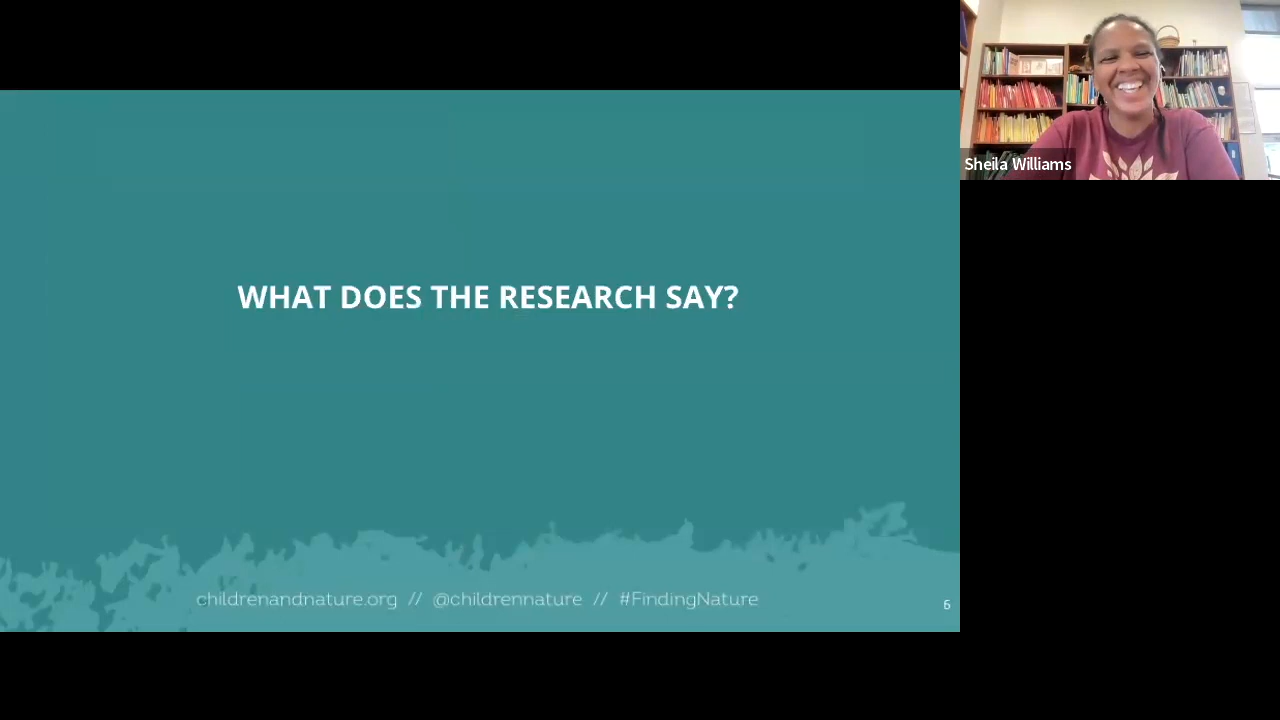 WHAT DOES THE RESEARCH SAY?
childrenandnature.org // @childrennature // #FindingNature
6
Sheila Williams